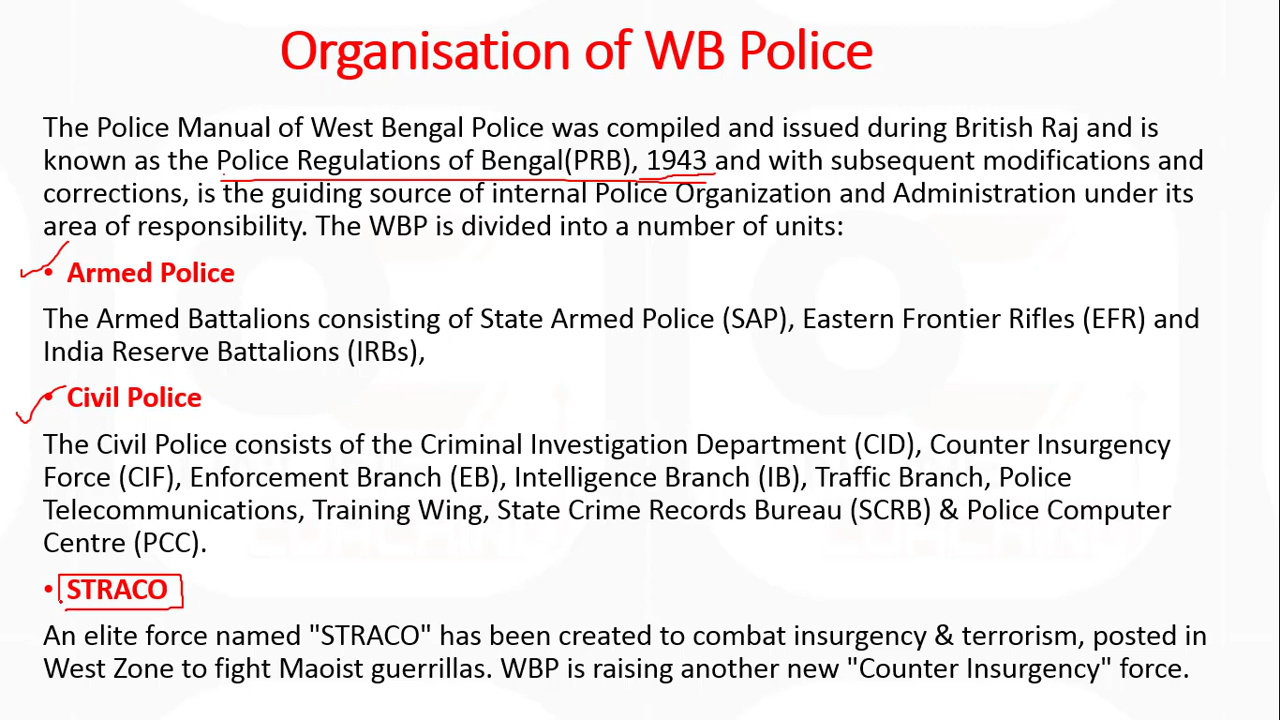 Organisation of WB Police
The Police Manual of West Bengal Police was compiled and issued during British Raj and is
known as the Police Regulations of Bengal(PRB), 1943 and with subsequent modifications and
corrections, is the guiding source of internal Police Organization and Administration under its
area of responsibility. The WBP is divided into a number of units:
• Armed Police
The Armed Battalions consisting of State Armed Police (SAP), Eastern Frontier Rifles (EFR) and
India Reserve Battalions (IRBs),
• Civil Police
The Civil Police consists of the Criminal Investigation Department (CID), Counter Insurgency
Force (CIF), Enforcement Branch (EB), Intelligence Branch (IB), Traffic Branch, Police
Telecommunications, Training Wing, State Crime Records Bureau (SCRB) & Police Computer
Centre (PCC).
• STRACO
An elite force named "STRACO" has been created to combat insurgency & terrorism, posted in
West Zone to fight Maoist guerrillas. WBP is raising another new "Counter Insurgency" force.